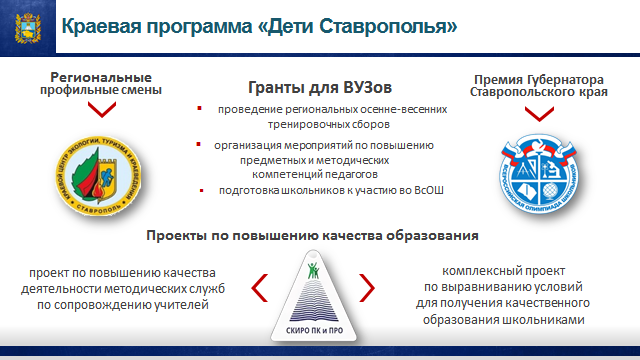 Краевая программа «Дети Ставрополья»
Региональные
профильные смены
КРАЕВОЙ ЦЕНТР ЭКОЛОГИИ, ТУРИЗМА И КРАЕВЕДЕНИЯ
СТАВРОПОЛЬ
Гранты для ВУЗов
проведение региональных осенне-весенних
тренировочных сборов
организация мероприятий по повышению
предметных и методических
компетенций педагогов
подготовка школьников к участию во ВсОШ
Премия Губернатора
Ставропольского края
ВСЕРОССИЙСКАЯ ОЛИМПИАДА ШКОЛЬНИКОВ
Проекты по повышению качества образования
проект по повышению качества
деятельности методических служб
по сопровождению учителей
СКИРО ПК и ПРО
комплексный проект
по выравниванию условий
для получения качественного
образования школьниками